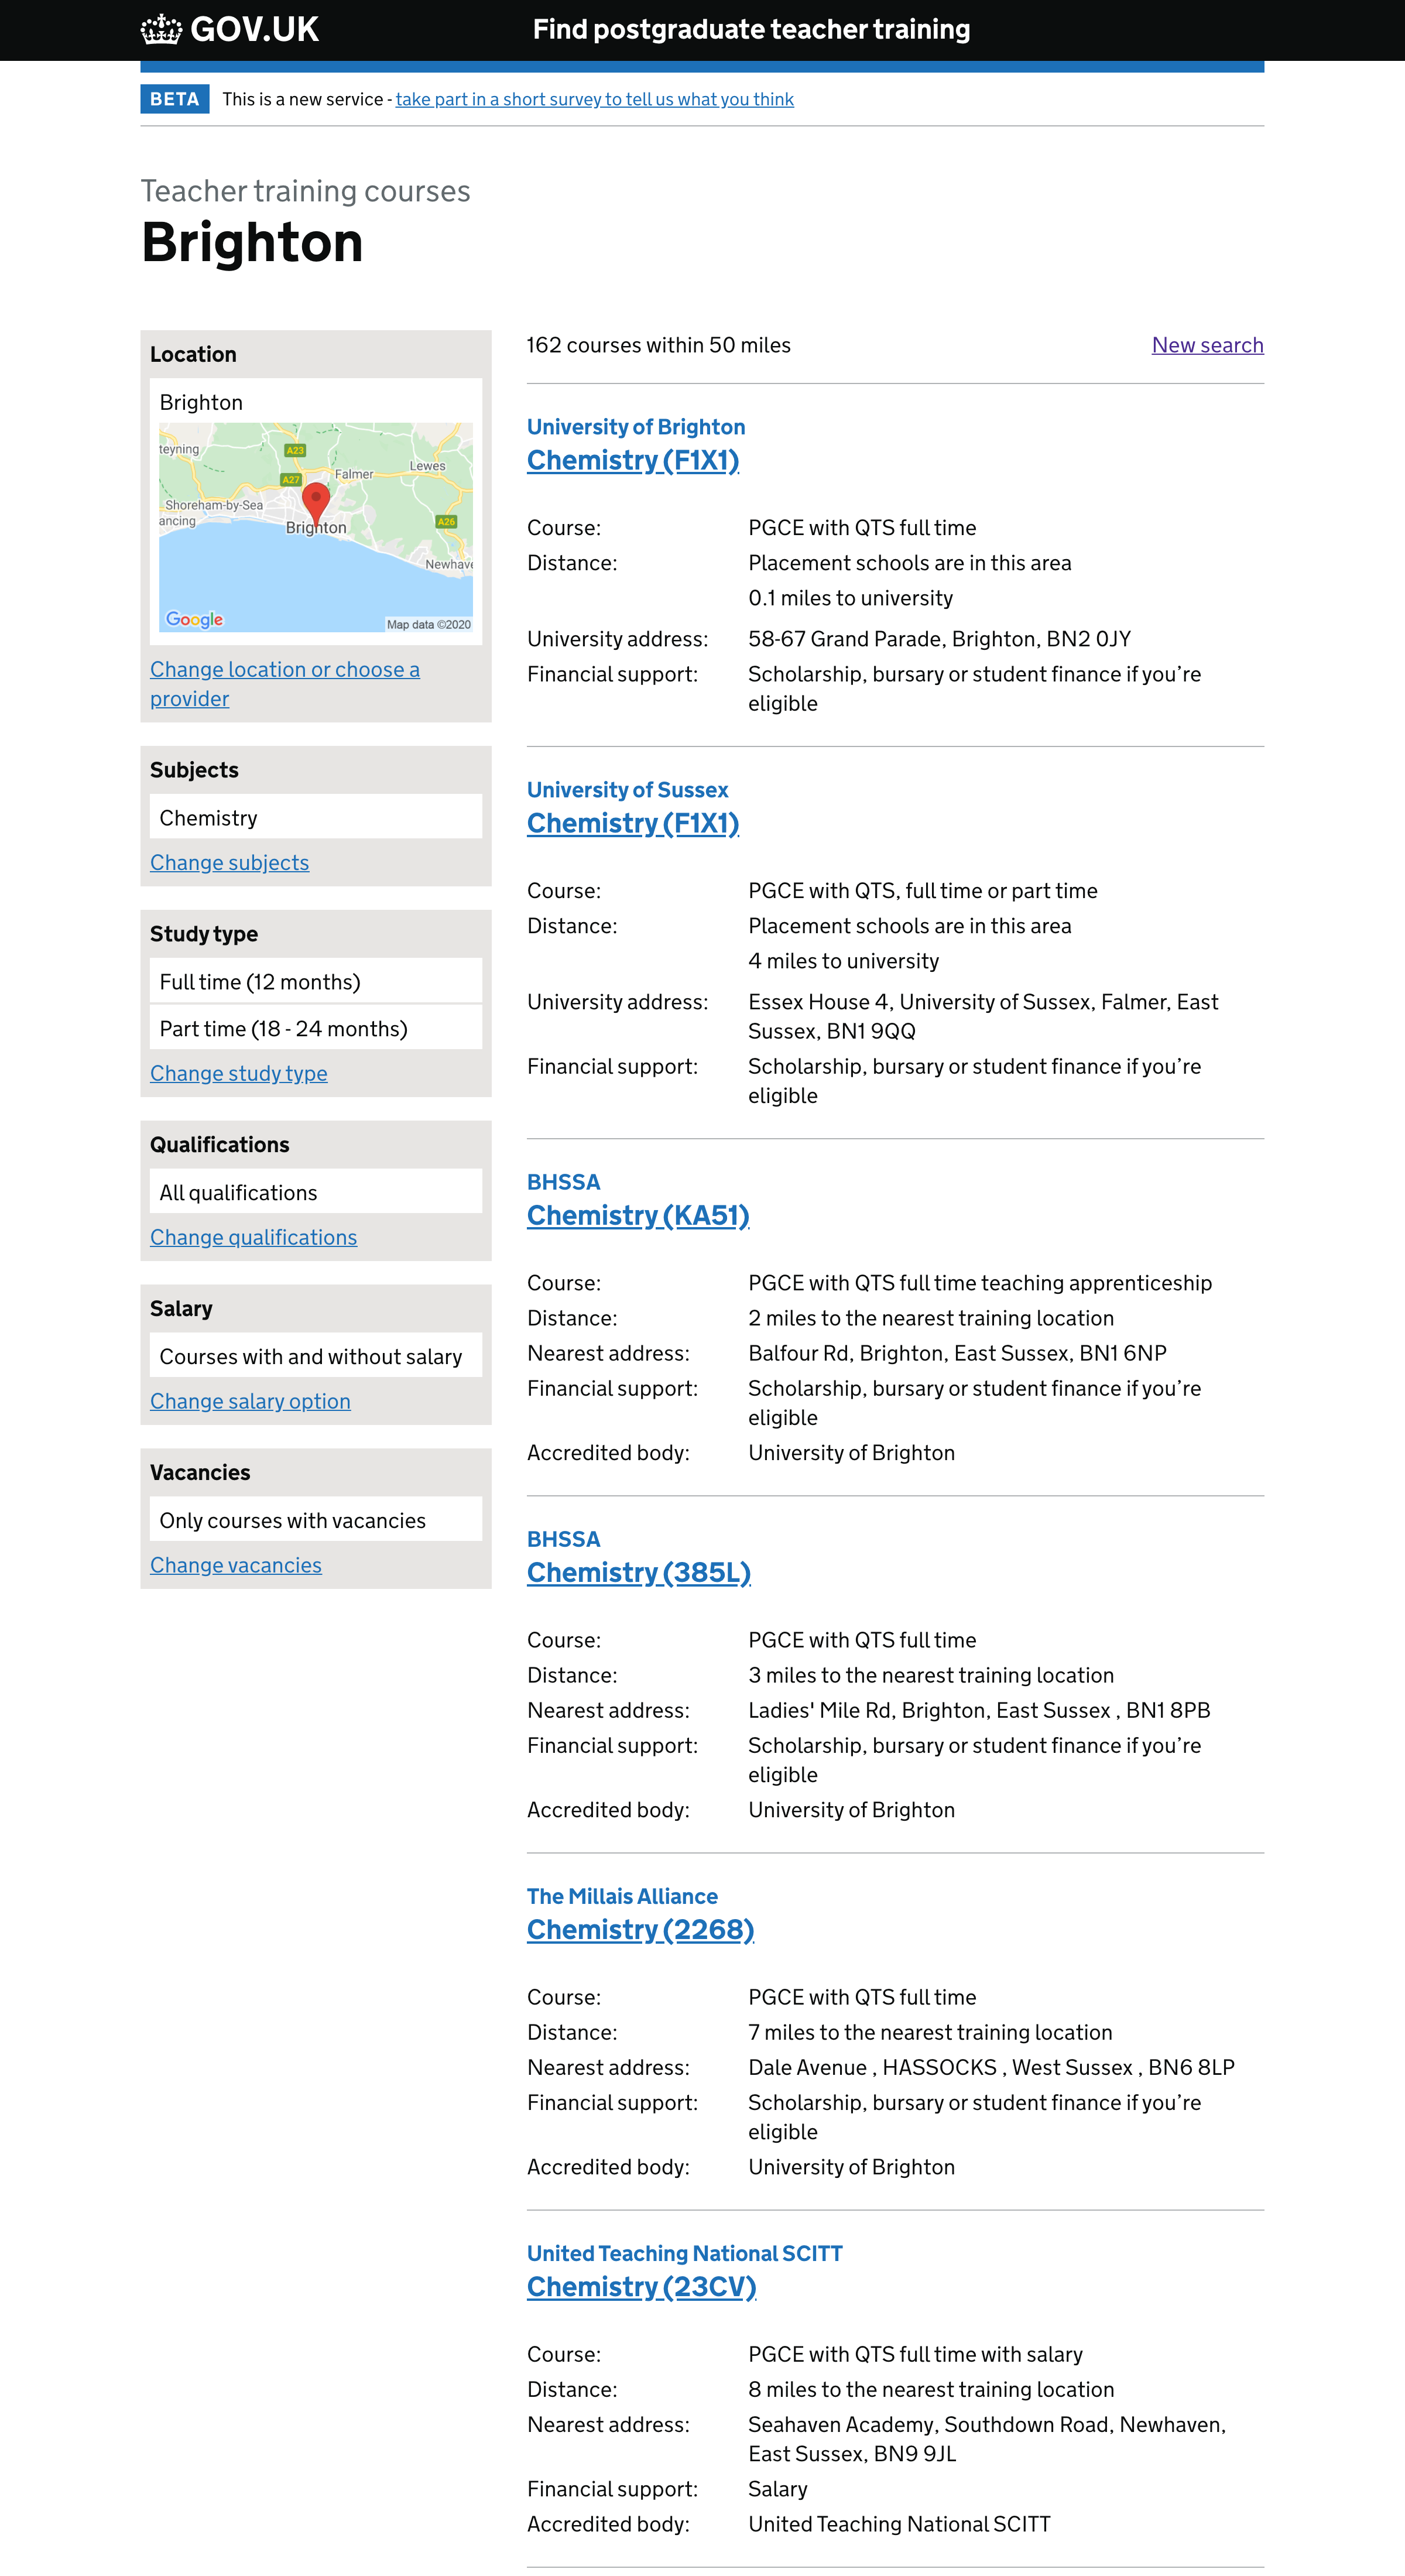 GOV.UK
Find postgraduate teacher training
BETA
This is a new service - take part in a short survey to tell us what you think
Teacher training courses
Brighton
Location
Brighton
teyning
A23
Lewes
Falmer
A27
Shoreham-by-Sea
ancing
A26
Brighton
Newhave
Google
Map data ©2020
Change location or choose a
provider
Subjects
Chemistry
Change subjects
Study type
Full time (12 months)
Part time (18 - 24 months)
Change study type
Qualifications
All qualifications
Change qualifications
Salary
Courses with and without salary
Change salary option
Vacancies
Only courses with vacancies
Change vacancies
162 courses within 50 miles
New search
University of Brighton
Chemistry (F1X1)
Course: PGCE with QTS full time
Distance: Placement schools are in this area
0.1 miles to university
University address: 58-67 Grand Parade, Brighton, BN2 0JY
Financial support: Scholarship, bursary or student finance if you’re
eligible
University of Sussex
Chemistry (F1X1)
Course: PGCE with QTS, full time or part time
Distance: Placement schools are in this area
4 miles to university
University address: Essex House 4, University of Sussex, Falmer, East
Sussex, BN1 9QQ
Financial support: Scholarship, bursary or student finance if you’re
eligible
BHSSA
Chemistry (KA51)
Course: PGCE with QTS full time teaching apprenticeship
Distance: 2 miles to the nearest training location
Nearest address: Balfour Rd, Brighton, East Sussex, BN1 6NP
Financial support: Scholarship, bursary or student finance if you’re
eligible
Accredited body: University of Brighton
BHSSA
Chemistry (385L)
Course: PGCE with QTS full time
Distance: 3 miles to the nearest training location
Nearest address: Ladies' Mile Rd, Brighton, East Sussex , BN1 8PB
Financial support: Scholarship, bursary or student finance if you’re
eligible
Accredited body: University of Brighton
The Millais Alliance
Chemistry (2268)
Course: PGCE with QTS full time
Distance: 7 miles to the nearest training location
Nearest address: Dale Avenue , HASSOCKS , West Sussex , BN6 8LP
Financial support: Scholarship, bursary or student finance if you’re
eligible
Accredited body: University of Brighton
United Teaching National SCITT
Chemistry (23CV)
Course: PGCE with QTS full time with salary
Distance: 8 miles to the nearest training location
Nearest address: Seahaven Academy, Southdown Road, Newhaven,
East Sussex, BN9 9JL
Financial support: Salary
Accredited body: United Teaching National SCITT